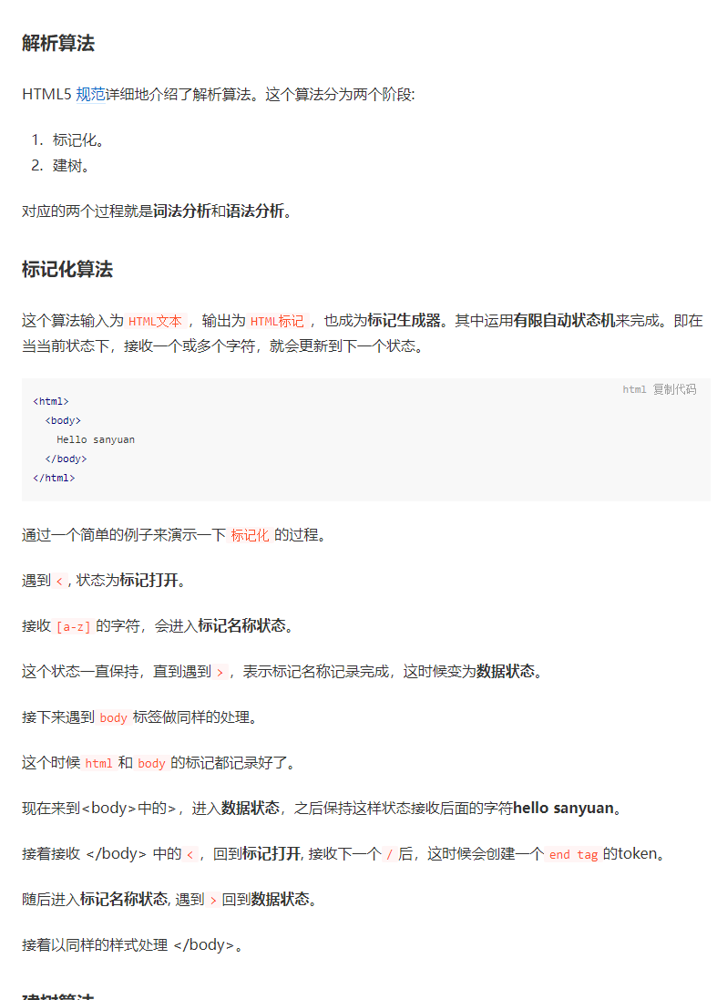 解析算法
HTML5 规范详细地介绍了解析算法。这个算法分为两个阶段:
1. 标记化。
2. 建树。
对应的两个过程就是词法分析和语法分析。
标记化算法
这个算法输入为 HTML文本 ，输出为 HTML标记 ，也成为标记生成器。其中运用有限自动状态机来完成。即在
当当前状态下，接收一个或多个字符，就会更新到下一个状态。
html 复制代码
<html>
  <body>
    Hello sanyuan
  </body>
</html>
通过一个简单的例子来演示一下 标记化 的过程。
遇到 < , 状态为标记打开。
接收 [a-z] 的字符，会进入标记名称状态。
这个状态一直保持，直到遇到 > ，表示标记名称记录完成，这时候变为数据状态。
接下来遇到 body 标签做同样的处理。
这个时候 html 和 body 的标记都记录好了。
现在来到<body>中的>，进入数据状态，之后保持这样状态接收后面的字符hello sanyuan。
接着接收 </body> 中的 < ，回到标记打开, 接收下一个 / 后，这时候会创建一个 end tag 的token。
随后进入标记名称状态, 遇到 > 回到数据状态。
接着以同样的样式处理 </body>。
建树算法